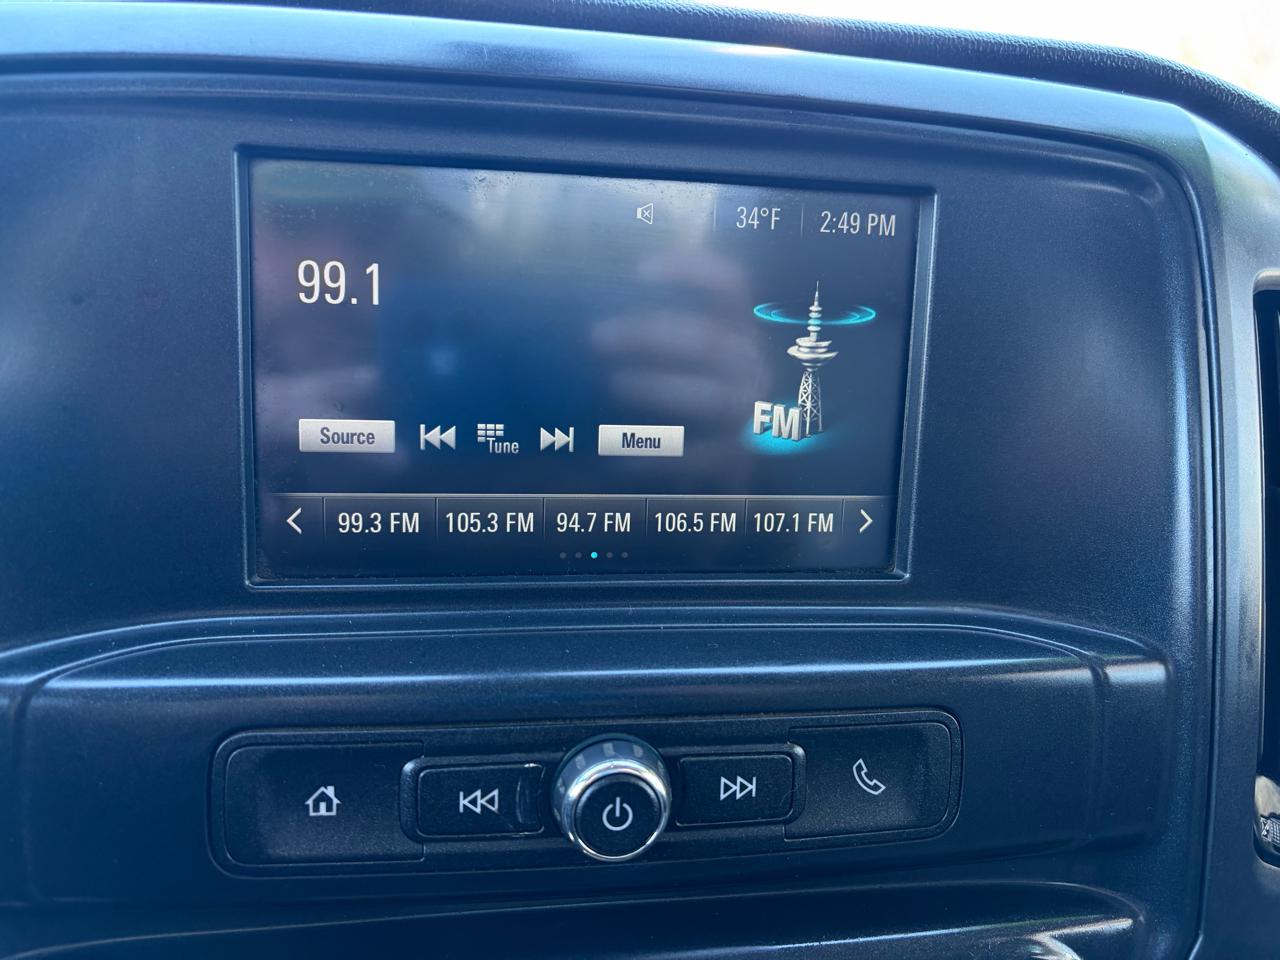 34°F 2:49 PM
99.1
FM
Source Tune Menu
99.3 FM 105.3 FM 94.7 FM 106.5 FM 107.1 FM